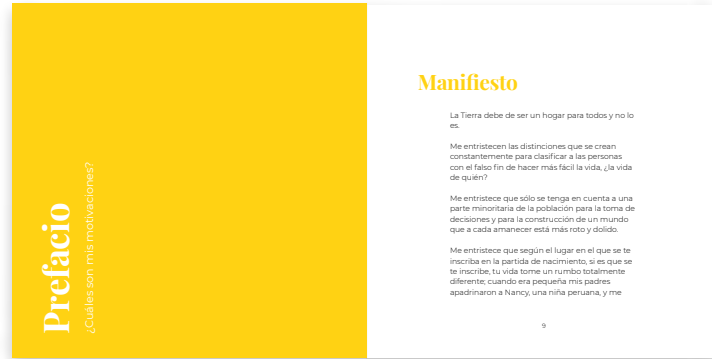 Prefacio
¿Cuáles son mis motivaciones?
Manifiesto
La Tierra debe de ser un hogar para todos y no lo
es.
Me entristecen las distinciones que se crean
constantemente para clasificar a las personas
con el falso fin de hacer más fácil la vida, ¿la vida
de quién?
Me entristece que sólo se tenga en cuenta a una
parte minoritaria de la población para la toma de
decisiones y para la construcción de un mundo
que a cada amanecer está más roto y dolido.
Me entristece que según el lugar en el que se te
inscriba en la partida de nacimiento, si es que se
te inscribe, tu vida tome un rumbo totalmente
diferente; cuando era pequeña mis padres
apadrinaron a Nancy, una niña peruana, y me
9